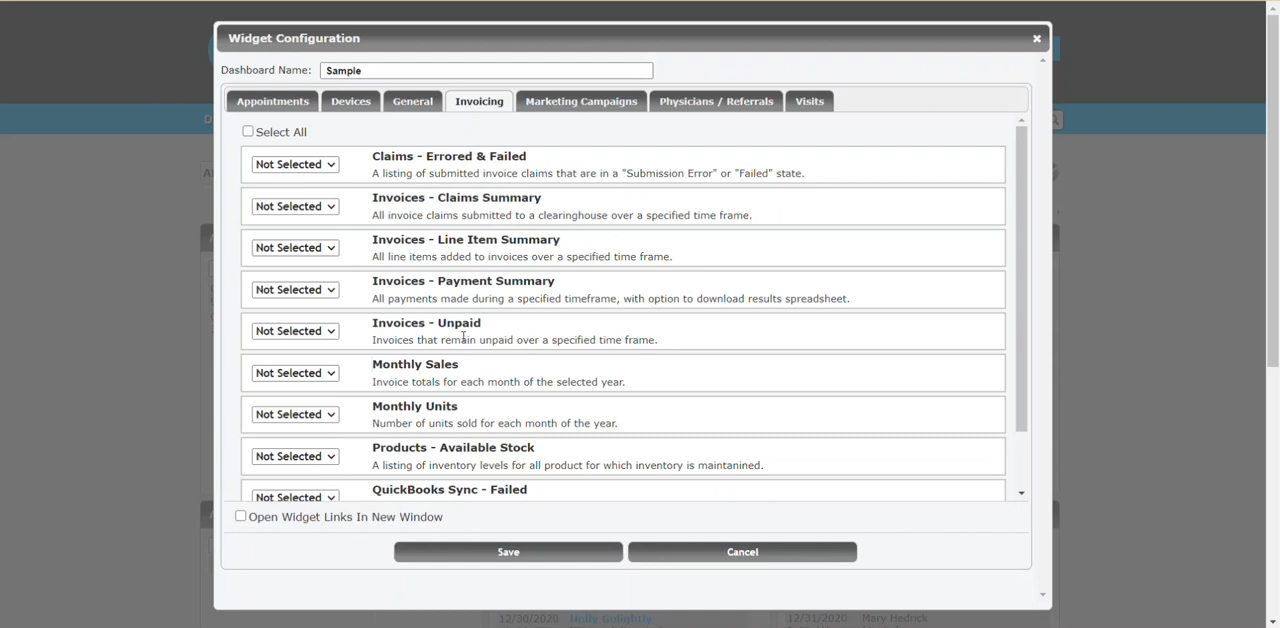 Widget Configuration
Dashboard Name: Sample
Appointments Devices General Invoicing Marketing Campaigns Physicians / Referrals Visits
Select All
Not Selected Claims - Errored & Failed
A listing of submitted invoice claims that are in a "Submission Error" or "Failed" state.
Not Selected Invoices - Claims Summary
All invoice claims submitted to a clearinghouse over a specified time frame.
Not Selected Invoices - Line Item Summary
All line items added to invoices over a specified time frame.
Not Selected Invoices - Payment Summary
All payments made during a specified timeframe, with option to download results spreadsheet.
Not Selected Invoices - Unpaid
Invoices that remain unpaid over a specified time frame.
Not Selected Monthly Sales
Invoice totals for each month of the selected year.
Not Selected Monthly Units
Number of units sold for each month of the year.
Not Selected Products - Available Stock
A listing of inventory levels for all product for which inventory is maintanined.
Not Selected QuickBooks Sync - Failed
Open Widget Links In New Window
Save Cancel
12/30/2020 Holly Golightly 12/31/2020 Mary Hedrick